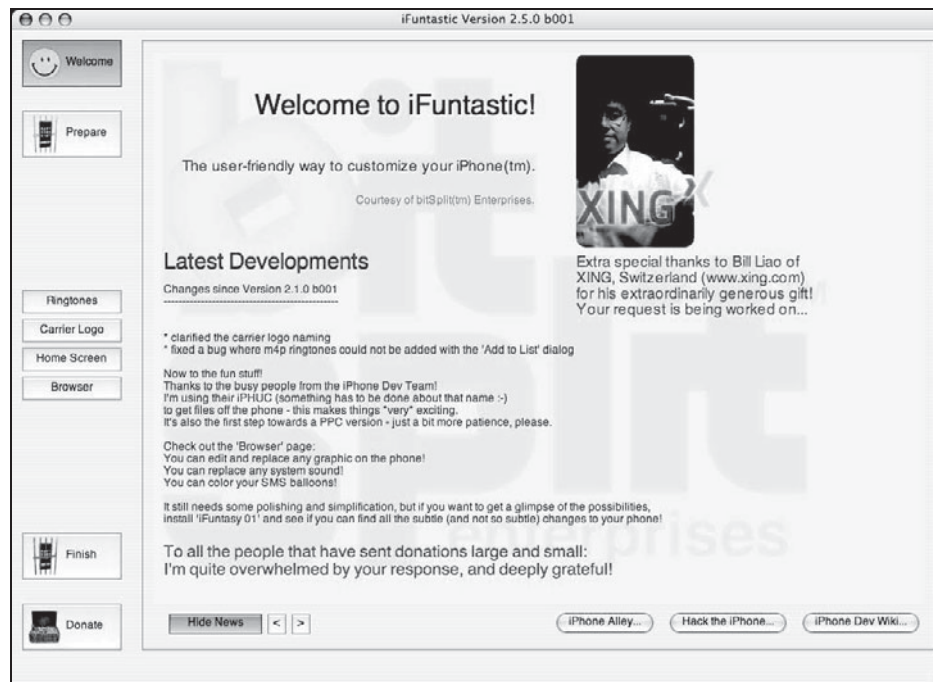 iFuntastic Version 2.5.0 b001
Welcome
Prepare
Ringtones
Carrier Logo
Home Screen
Browser
Finish
Donate
Welcome to iFuntastic!
The user-friendly way to customize your iPhone(tm).
Courtesy of bitSplit(tm) Enterprises.
XING
X
Extra special thanks to Bill Liao of
XING, Switzerland (www.xing.com)
for his extraordinarily generous gift!
Your request is being worked on...
Latest Developments
Changes since Version 2.1.0 b001
------------------------------------------------
* clarified the carrier logo naming
* fixed a bug where m4p ringtones could not be added with the 'Add to List' dialog
Now to the fun stuff!
Thanks to the busy people from the iPhone Dev Team!
I'm using their iPHUC (something has to be done about that name :-)
to get files off the phone - this makes things *very* exciting.
It's also the first step towards a PPC version - just a bit more patience, please.
Check out the 'Browser' page:
You can edit and replace any graphic on the phone!
You can replace any system sound!
You can color your SMS balloons!
It still needs some polishing and simplification, but if you want to get a glimpse of the possibilities,
install 'iFuntasy 01' and see if you can find all the subtle (and not so subtle) changes to your phone!
To all the people that have sent donations large and small:
I'm quite overwhelmed by your response, and deeply grateful!
bit
split
enterprises
Hide News < >
iPhone Alley... Hack the iPhone... iPhone Dev Wiki...